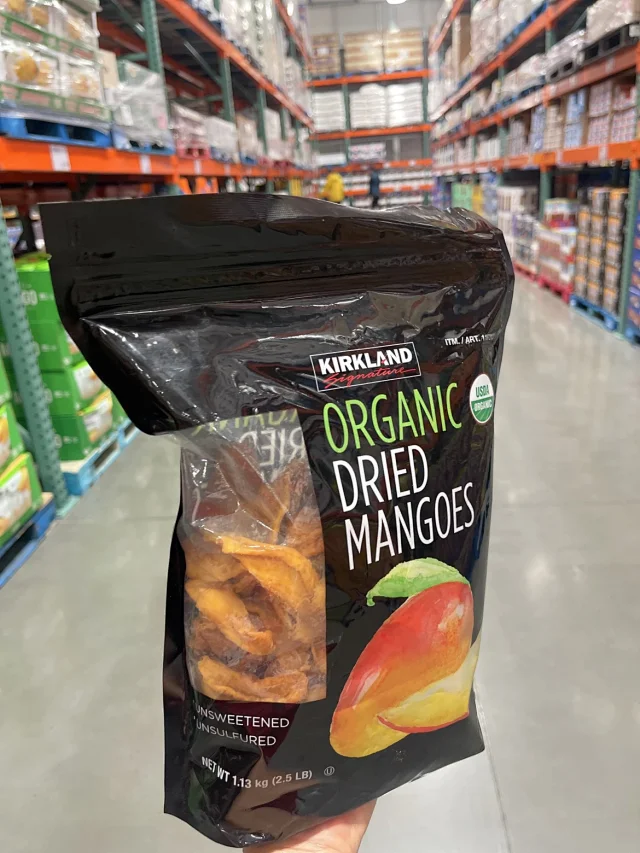 KIRKLAND
Signature
ITM. / ART.
USDA
ORGANIC
ORGANIC
DRIED
MANGOES
UNSWEETENED
UNSULFURED
NET WT 1.13 kg (2.5 LB)
U